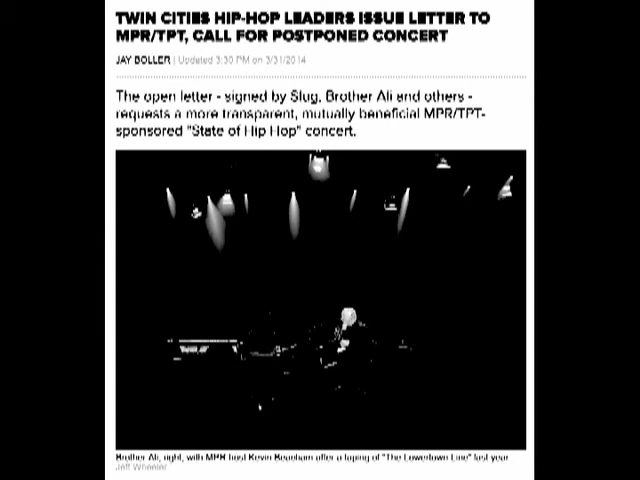 TWIN CITIES HIP-HOP LEADERS ISSUE LETTER TO
MPR/TPT, CALL FOR POSTPONED CONCERT
JAY BOLLER | Updated 3:30 PM on 3/31/2014
The open letter - signed by Slug, Brother Ali and others -
requests a more transparent, mutually beneficial MPR/TPT-
sponsored "State of Hip Hop" concert.
Brother Ali, right, with MPR host Kevin Beacham after a taping of "The Lowertown Line" last year
Jeff Wheeler